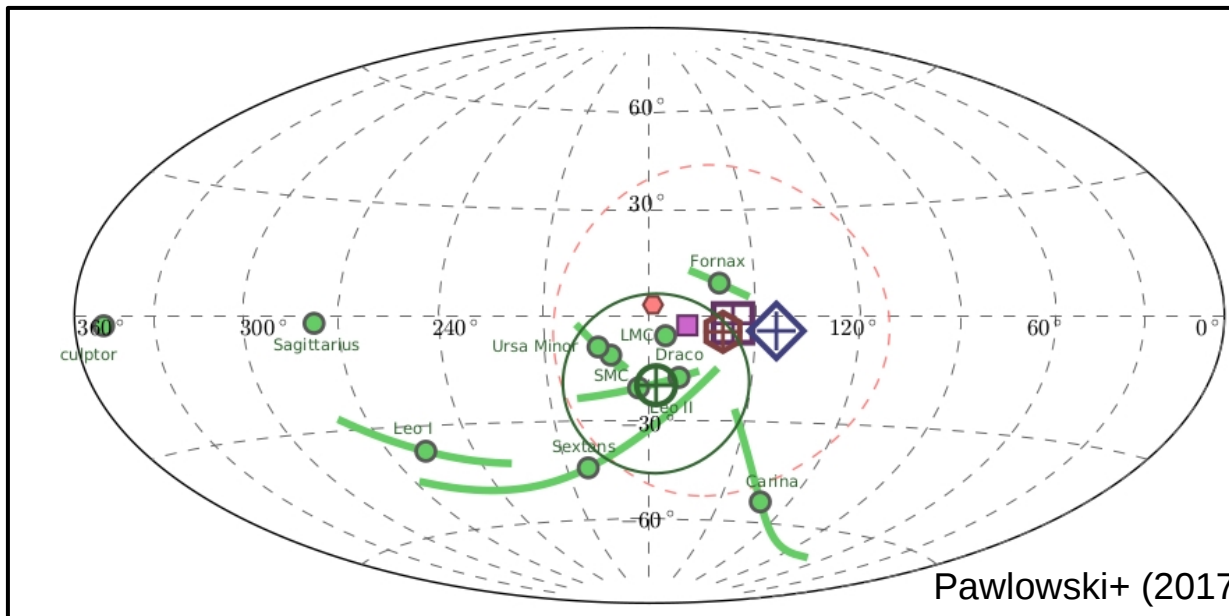 60°
30°
Fornax
360° 300° 240° 120° 60° 0°
culptor
Sagittarius
Ursa Minor
LMC
Draco
SMC
Leo II
−30°
Leo I
Sextans
Carina
−60°
Pawlowski+ (2017